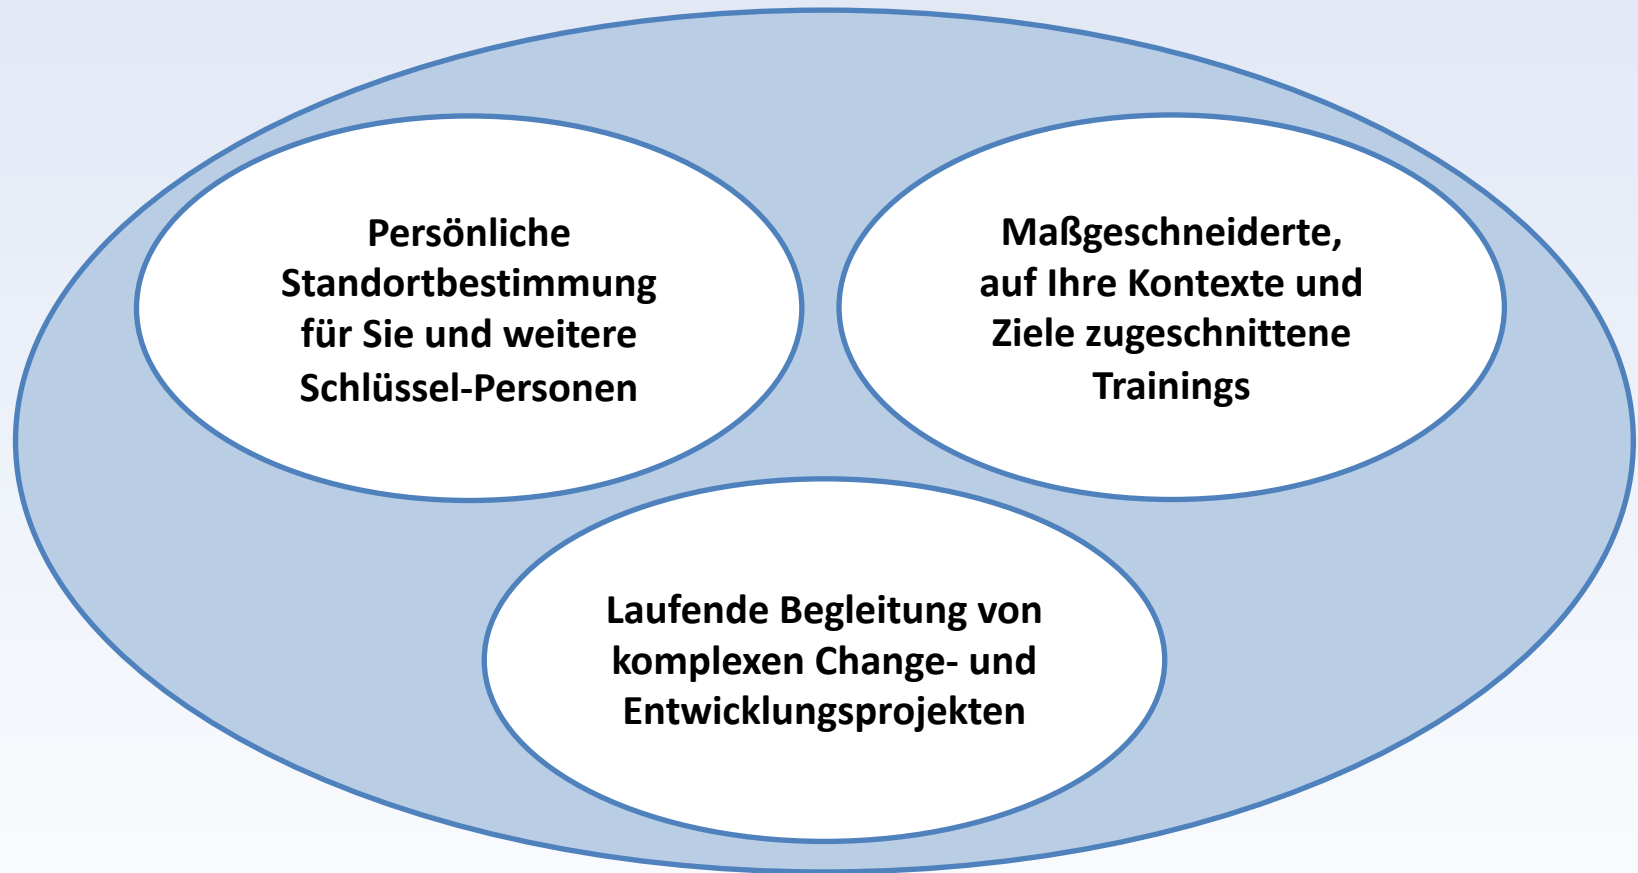 Persönliche
Standortbestimmung
für Sie und weitere
Schlüssel-Personen
Maßgeschneiderte,
auf Ihre Kontexte und
Ziele zugeschnittene
Trainings
Laufende Begleitung von
komplexen Change- und
Entwicklungsprojekten